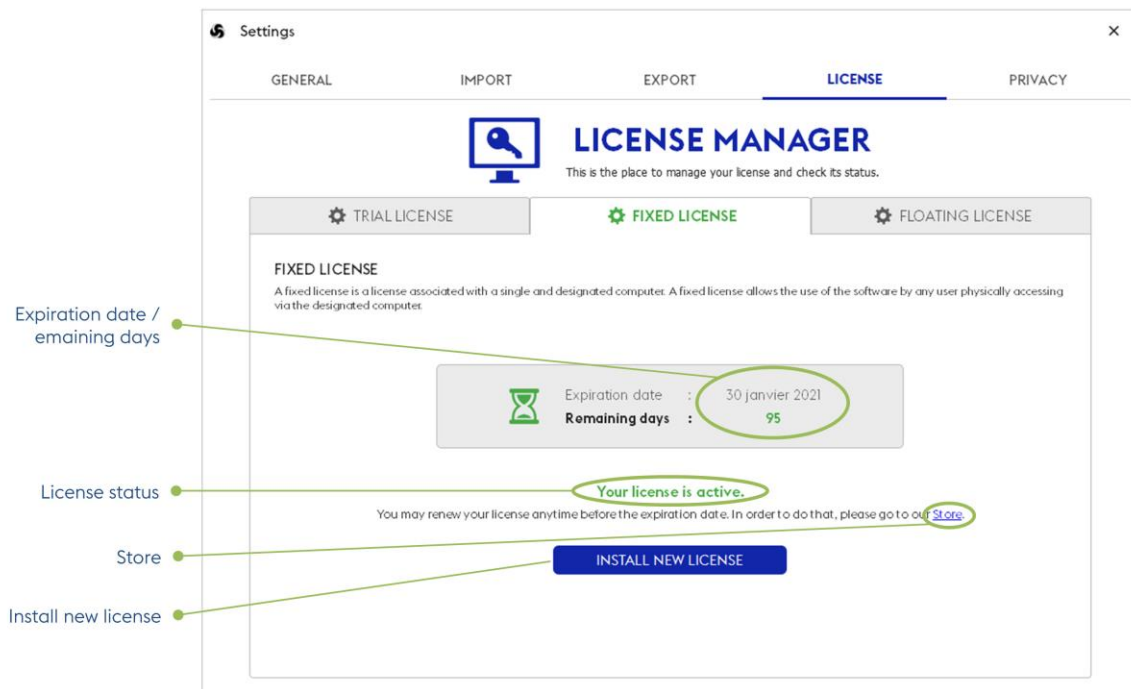 Settings
×
GENERAL IMPORT EXPORT LICENSE PRIVACY
LICENSE MANAGER
This is the place to manage your license and check its status.
TRIAL LICENSE FIXED LICENSE FLOATING LICENSE
FIXED LICENSE
A fixed license is a license associated with a single and designated computer. A fixed license allows the use of the software by any user physically accessing
via the designated computer.
Expiration date /
emaining days
Expiration date : 30 janvier 2021
Remaining days : 95
License status
Your license is active.
You may renew your license anytime before the expiration date. In order to do that, please go to our Store.
Store
INSTALL NEW LICENSE
Install new license